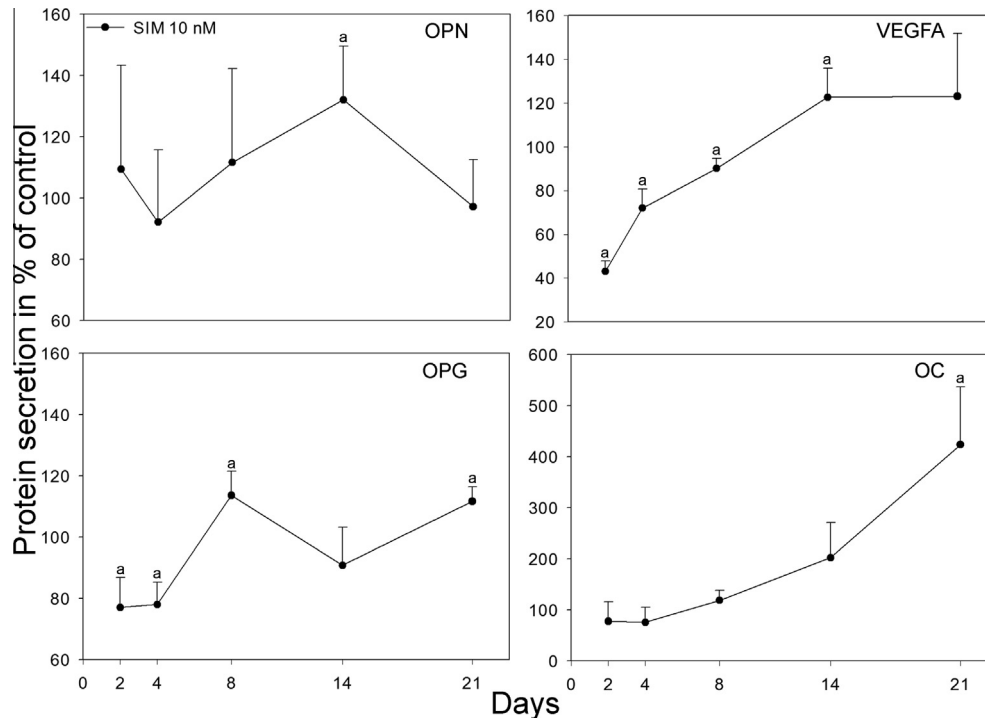 Protein secretion in % of control
160
140
120
100
80
60
SIM 10 nM
OPN
a
160
140
120
100
80
60
40
20
VEGFA
a
a
a
a
160
140
120
100
80
60
OPG
a
a
a
a
0 2 4 8 14 21
600
500
400
300
200
100
0
OC
a
0 2 4 8 14 21
Days